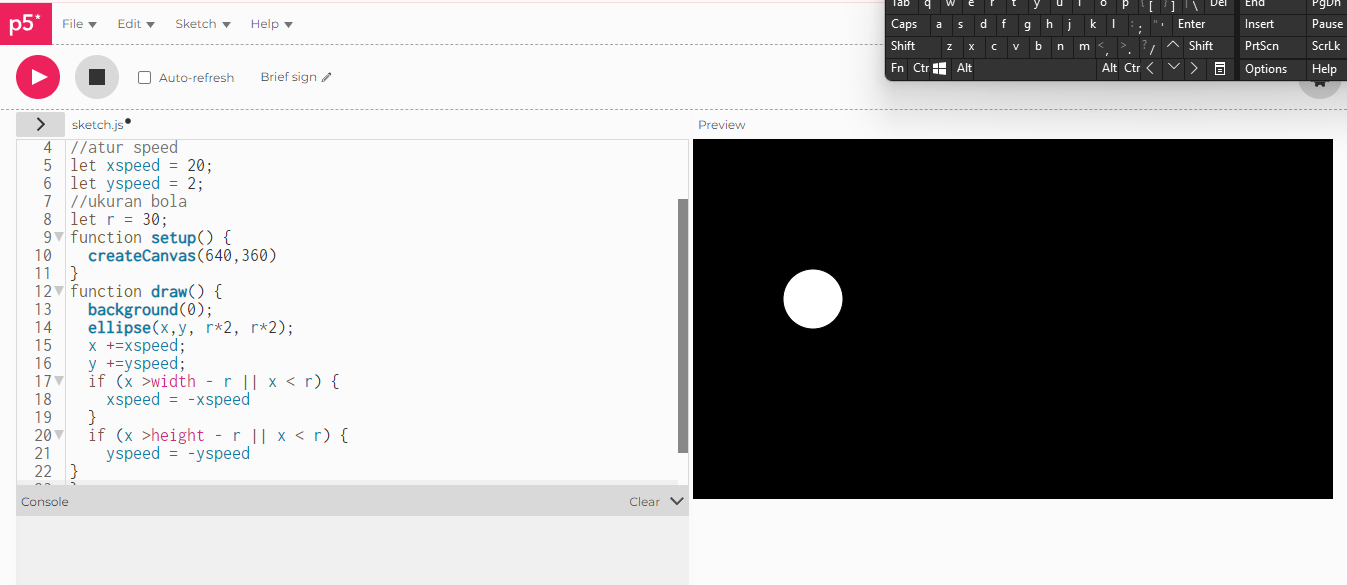 p5* File Edit Sketch Help
Tab q w e r t y u i o p { [ } ] | \ Del End PgDn
Caps a s d f g h j k l : ; " ' Enter Insert Pause
Shift z x c v b n m < , > . ? / Shift PrtScn ScrLk
Fn Ctr Alt Alt Ctr Options Help
Auto-refresh Brief sign
sketch.js
Preview
4 //atur speed
5 let xspeed = 20;
6 let yspeed = 2;
7 //ukuran bola
8 let r = 30;
9 function setup() {
10 createCanvas(640,360)
11 }
12 function draw() {
13 background(0);
14 ellipse(x,y, r*2, r*2);
15 x +=xspeed;
16 y +=yspeed;
17 if (x >width - r || x < r) {
18 xspeed = -xspeed
19 }
20 if (x >height - r || x < r) {
21 yspeed = -yspeed
22 }
Console Clear